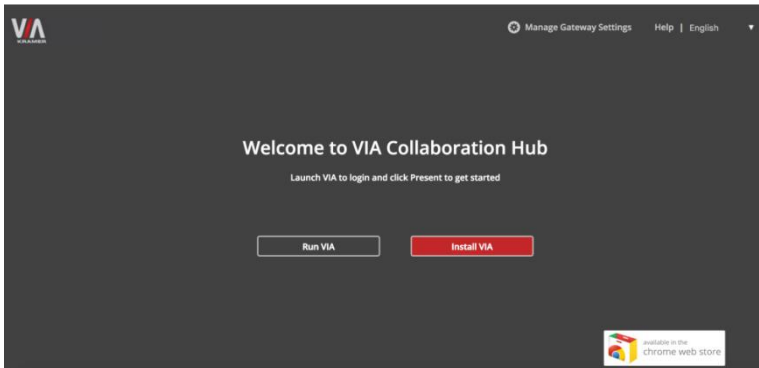 VIA
KRAMER
Manage Gateway Settings Help | English
Welcome to VIA Collaboration Hub
Launch VIA to login and click Present to get started
Run VIA
Install VIA
available in the
chrome web store